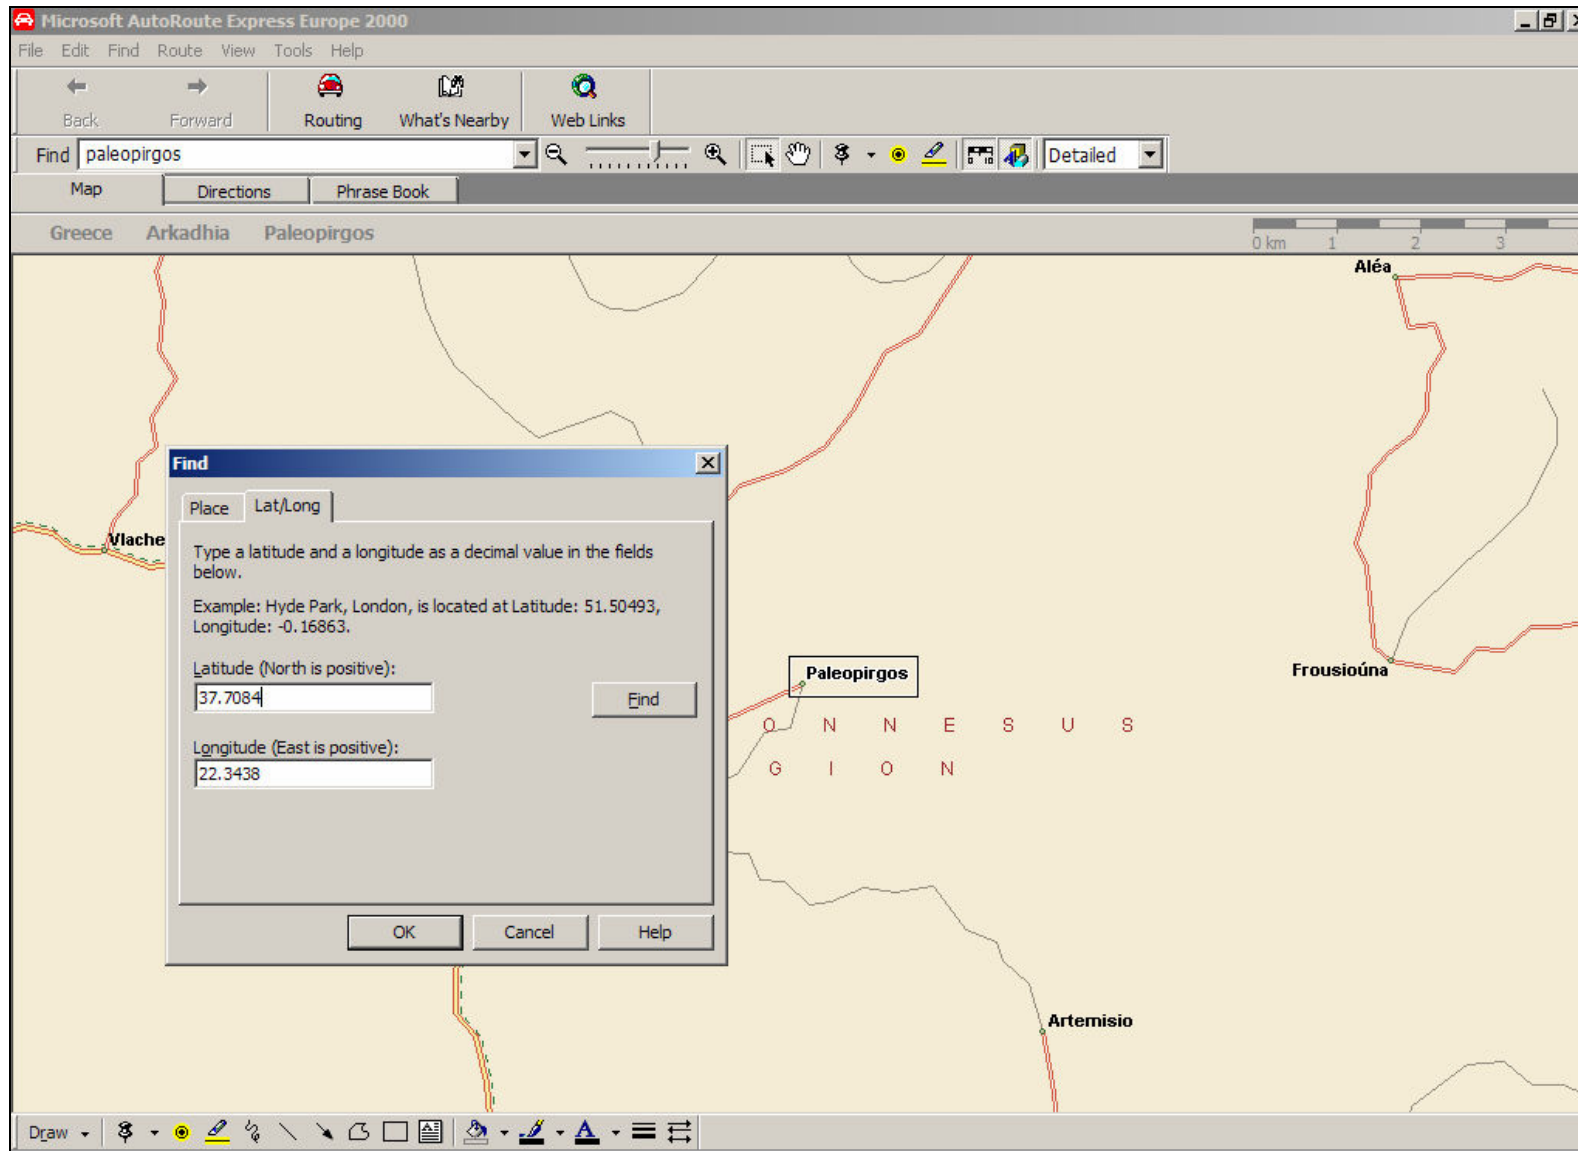 Microsoft AutoRoute Express Europe 2000
File Edit Find Route View Tools Help
Back Forward Routing What's Nearby Web Links
Find paleopirgos Detailed
Map Directions Phrase Book
Greece Arkadhia Paleopirgos
0 km 1 2 3
Aléa
Find
Place Lat/Long
Vlache
Type a latitude and a longitude as a decimal value in the fields
below.
Example: Hyde Park, London, is located at Latitude: 51.50493,
Longitude: -0.16863.
Latitude (North is positive):
37.7084
Find
Longitude (East is positive):
22.3438
OK Cancel Help
Paleopirgos
Frousioúna
O N N E S U S
G I O N
Artemisio
Draw